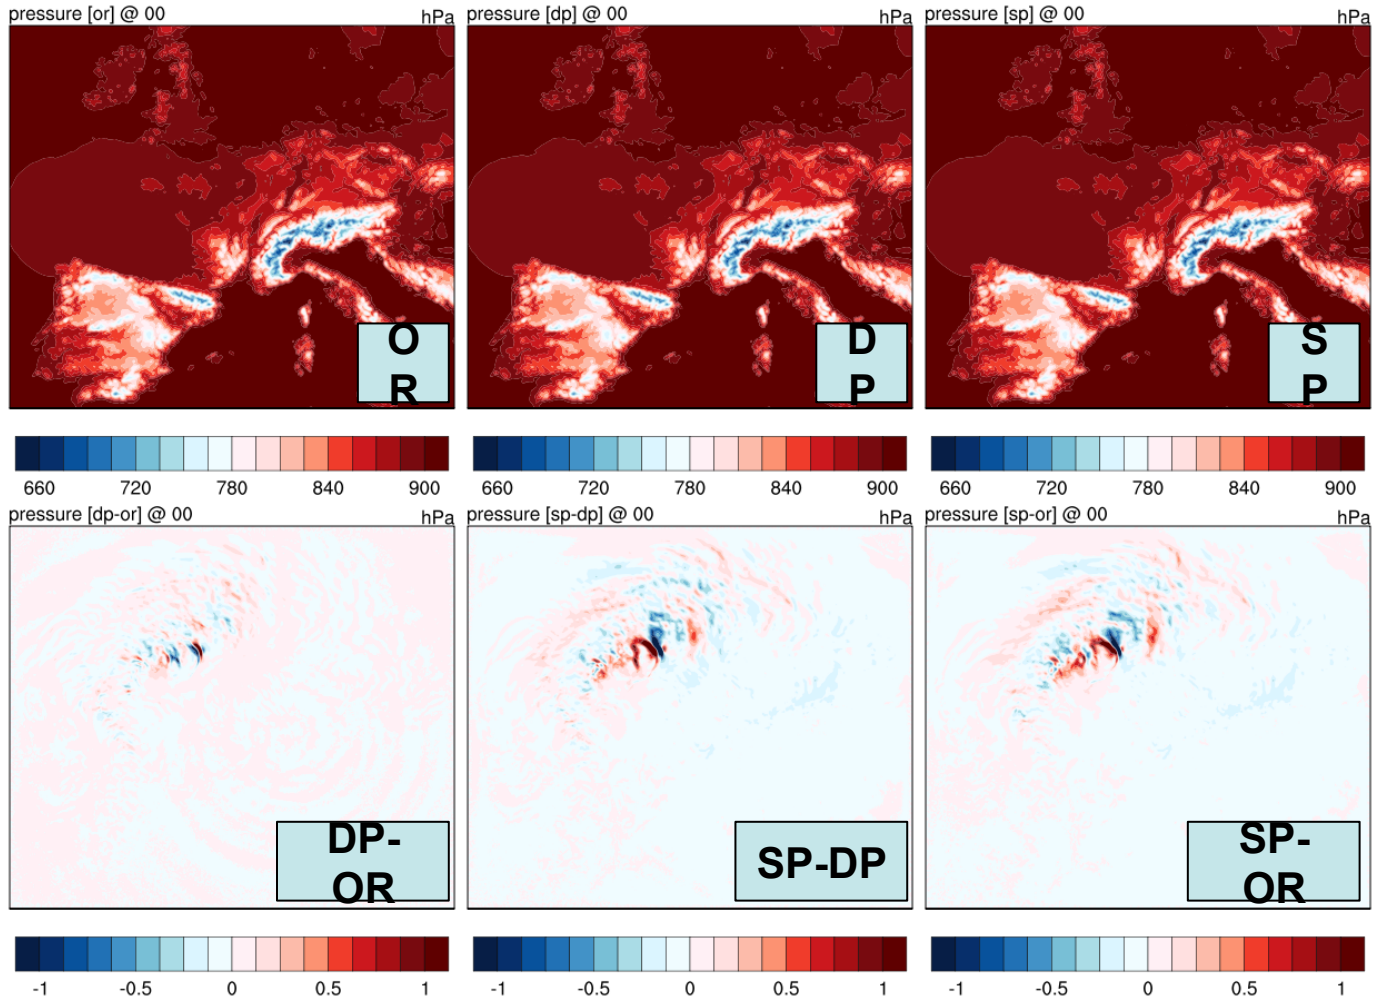 pressure [or] @ 00 hPa
pressure [dp] @ 00 hPa
pressure [sp] @ 00 hPa
O
R
D
P
S
P
660 720 780 840 900
660 720 780 840 900
660 720 780 840 900
pressure [dp-or] @ 00 hPa
pressure [sp-dp] @ 00 hPa
pressure [sp-or] @ 00 hPa
DP-
OR
SP-DP
SP-
OR
-1 -0.5 0 0.5 1
-1 -0.5 0 0.5 1
-1 -0.5 0 0.5 1